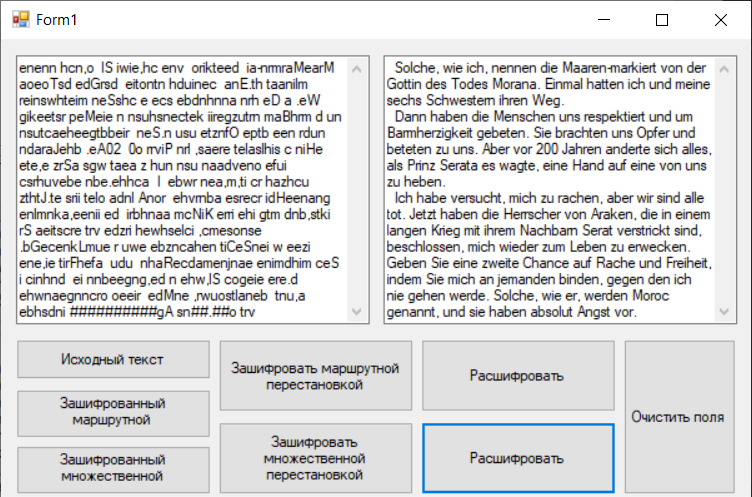 Form1
enenn hcn,o  IS iwie,hc env  orikteed  ia-nrmraMearM
aoeoTsd edGrsd  eitontn hduinec  anE.th taanilm
reinswhteim neSshc e ecs ebdnhnna nrh eD a .eW
gikeetsr peMeie n nsuhsnectek iiregzutrn maBhrm d un
nsutcaeheegtbbeir  neS.n usu etznfO eptb een rdun
ndaraJehb .eA02  0o rrviP nrl ,saere telaslhis c niHe
ete,e zrSa sgw taea z hun nsu naadveno efui
csrhuvebe nbe.ehhca  I  ebwr nea,m,ti cr hazhcu
zthtJ.te srii telo adnl Anor  ehvrnba esrecr idHeenang
enlmnka,eenii ed  irbhnaa mcNiK erri ehi gtm dnb,stki
rS aeitscre trv edzri hewhselci ,cmesonse
.bGecenkLmue r uwe ebzncahen tiCeSnei w eezi
ene,ie tirFhefa  udu  nhaRecdamenjnae enimdhim ceS
i cinhnd  ei nnbeegng,ed n ehw,IS cogeie ere.d
ehwnaegnncro oeeir  edMne ,rwuostlaneb  tnu,a
ebhsdni ##########gA sn##.##o trv
Solche, wie ich, nennen die Maaren-markiert von der
Gottin des Todes Morana. Einmal hatten ich und meine
sechs Schwestern ihren Weg.
Dann haben die Menschen uns respektiert und um
Barmherzigkeit gebeten. Sie brachten uns Opfer und
beteten zu uns. Aber vor 200 Jahren anderte sich alles,
als Prinz Serata es wagte, eine Hand auf eine von uns
zu heben.
Ich habe versucht, mich zu rachen, aber wir sind alle
tot. Jetzt haben die Herrscher von Araken, die in einem
langen Krieg mit ihrem Nachbarn Serat verstrickt sind,
beschlossen, mich wieder zum Leben zu erwecken.
Geben Sie eine zweite Chance auf Rache und Freiheit,
indem Sie mich an jemanden binden, gegen den ich
nie gehen werde. Solche, wie er, werden Moroc
genannt, und sie haben absolut Angst vor.
Исходный текст
Зашифрованный
маршрутной
Зашифрованный
множественной
Зашифровать маршрутной
перестановкой
Зашифровать
множественной
перестановкой
Расшифровать
Расшифровать
Очистить поля